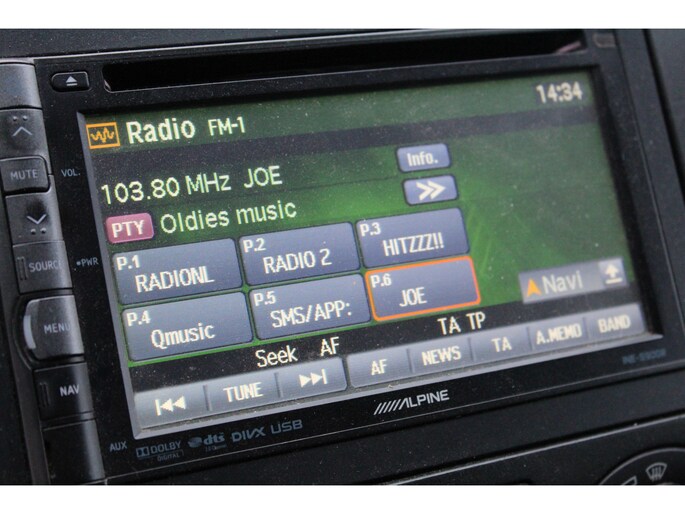 14:34
Radio FM-1
Info.
103.80 MHz JOE
PTY Oldies music
P.1 RADIONL
P.2 RADIO 2
P.3 HITZZZ!!
P.4 Qmusic
P.5 SMS/APP:
P.6 JOE
Navi
Seek AF
TA TP
TUNE
AF NEWS TA A.MEMO BAND
MUTE
VOL.
SOURC
•PWR
MENU
NAV
AUX
DOLBY
DIGITAL
dts
DIVX
USB
ALPINE